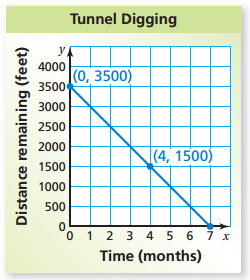 Tunnel Digging
Distance remaining (feet)
y
4000
3500
3000
2500
2000
1500
1000
500
0
(0, 3500)
(4, 1500)
0 1 2 3 4 5 6 7 x
Time (months)